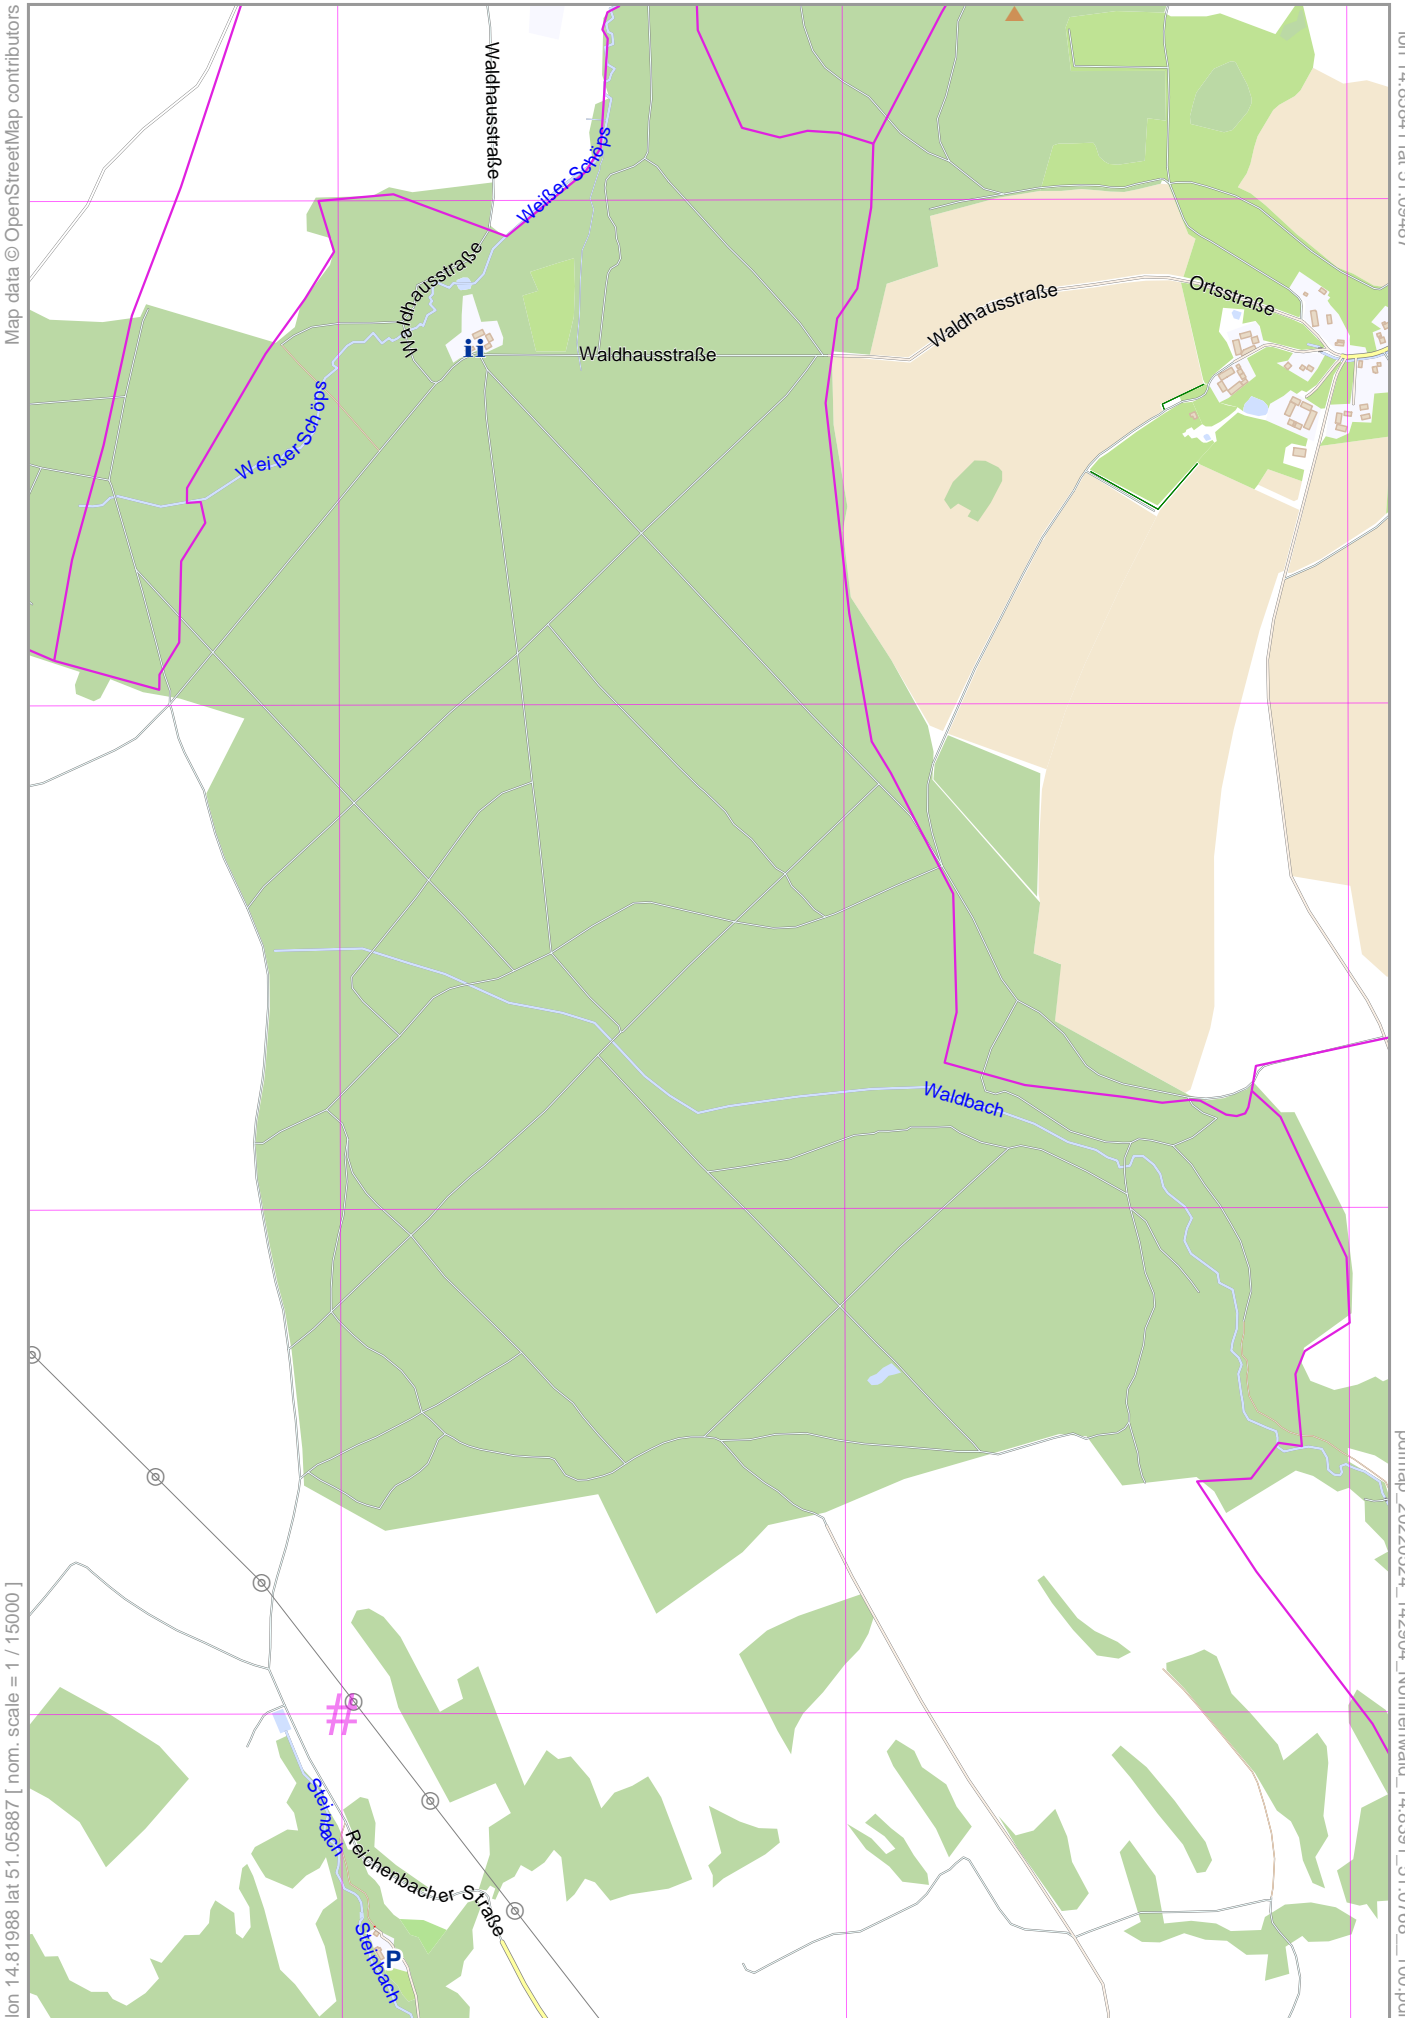 Map data © OpenStreetMap contributors
Waldhausstraße
Weißer Schöps
Waldhausstraße
Waldhausstraße
Waldhausstraße
Ortsstraße
ii
Weißer Schöps
Waldbach
#
Steinbach
Reichenbacher Straße
Steinbach
P
lon 14.81988 lat 51.05887 [ nom. scale = 1 / 15000 ]